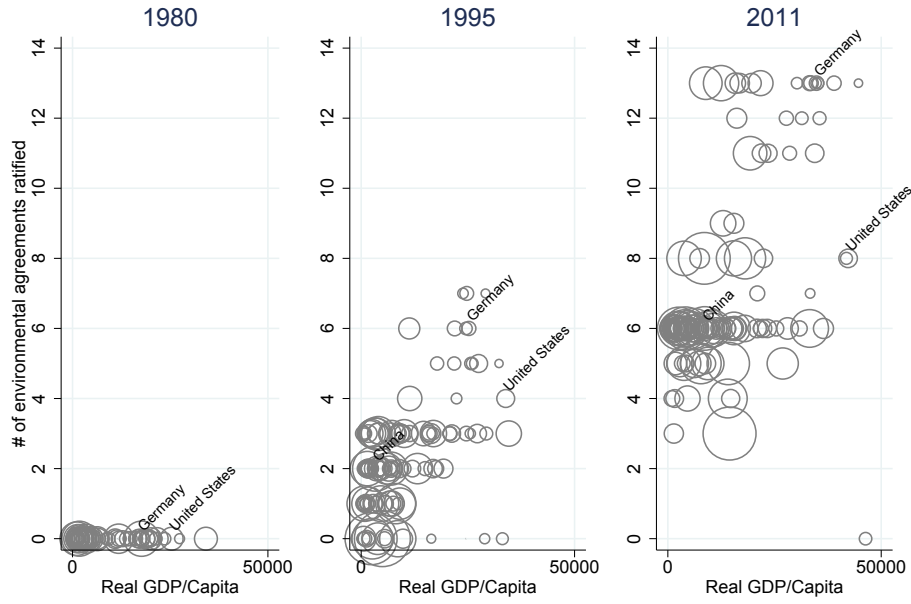 1980
1995
2011
# of environmental agreements ratified
14
12
10
8
6
4
2
0
Germany
United States
0
50000
Real GDP/Capita
14
12
10
8
6
4
2
0
Germany
United States
China
0
50000
Real GDP/Capita
14
12
10
8
6
4
2
0
Germany
United States
China
0
50000
Real GDP/Capita